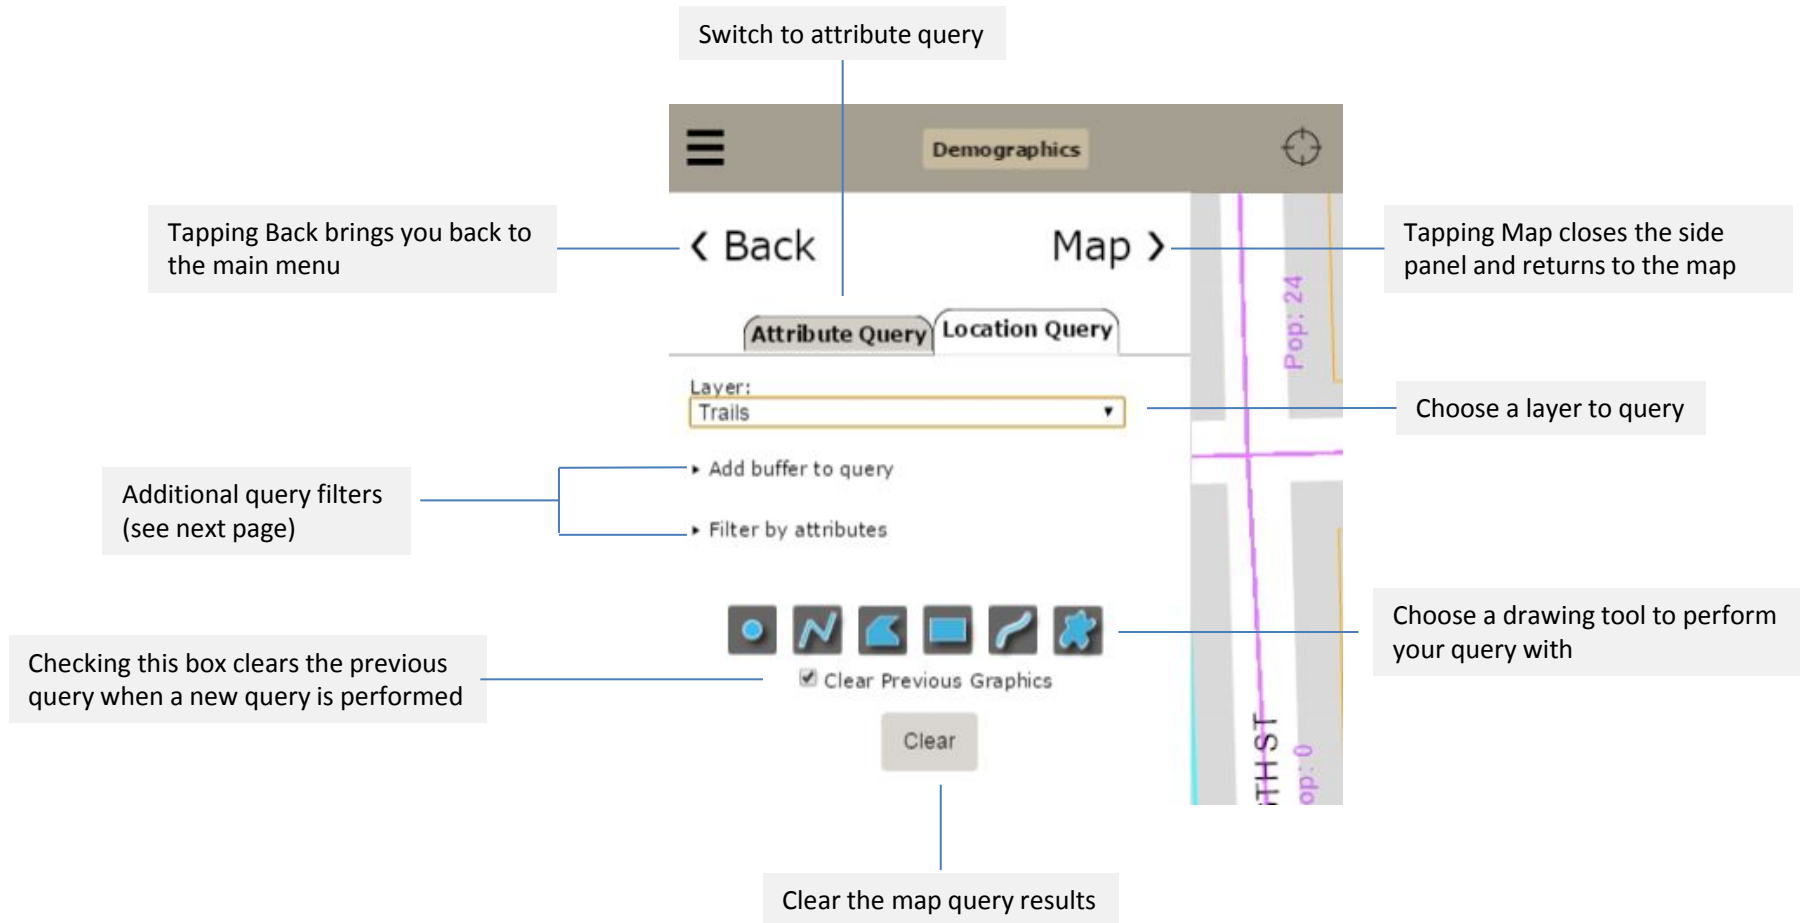 Switch to attribute query
Demographics
Tapping Back brings you back to
the main menu
Back
Map
Tapping Map closes the side
panel and returns to the map
Pop: 24
Attribute Query
Location Query
Layer:
Trails
Choose a layer to query
Add buffer to query
Additional query filters
(see next page)
Filter by attributes
Choose a drawing tool to perform
your query with
Checking this box clears the previous
query when a new query is performed
Clear Previous Graphics
Clear
TH ST
op: 0
Clear the map query results